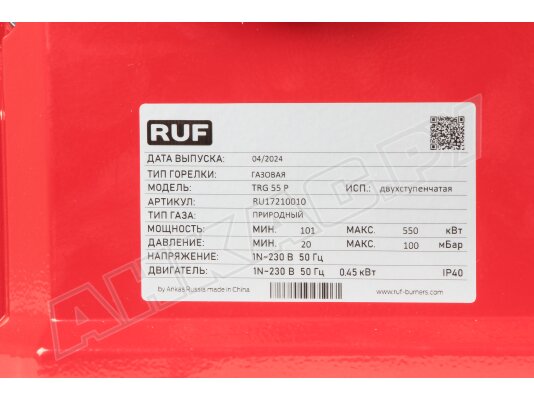 RUF
ДАТА ВЫПУСКА: 04/2024
ТИП ГОРЕЛКИ: ГАЗОВАЯ
МОДЕЛЬ: TRG 55 P ИСП.: двухступенчатая
АРТИКУЛ: RU17210010
ТИП ГАЗА: ПРИРОДНЫЙ
МОЩНОСТЬ: МИН. 101 МАКС. 550 кВт
ДАВЛЕНИЕ: МИН. 20 МАКС. 100 мБар
НАПРЯЖЕНИЕ: 1N~230 В 50 Гц
ДВИГАТЕЛЬ: 1N~230 В 50 Гц 0.45 кВт IP40
by Ankas Russia made in China.
www.ruf-burners.com